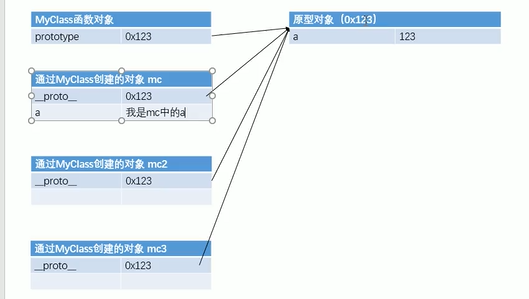 MyClass函数对象
prototype 0x123
原型对象（0x123）
a 123
通过MyClass创建的对象 mc
__proto__ 0x123
a 我是mc中的a
通过MyClass创建的对象 mc2
__proto__ 0x123
通过MyClass创建的对象 mc3
__proto__ 0x123